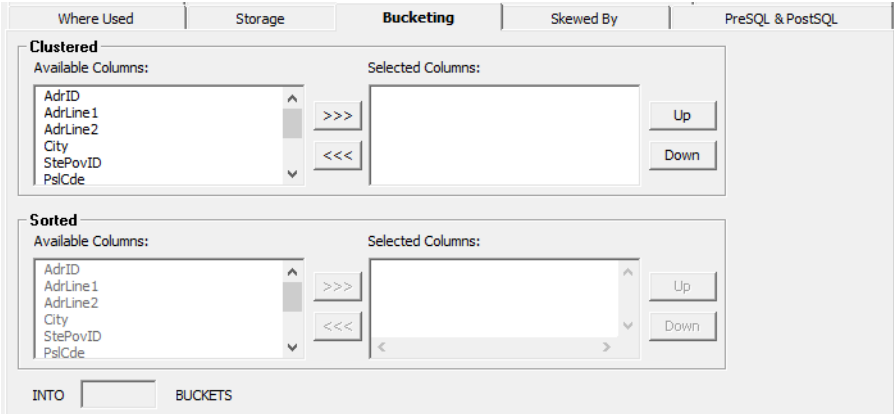 Where Used Storage Bucketing Skewed By PreSQL & PostSQL
Clustered
Available Columns: Selected Columns:
AdrID
AdrLine1
AdrLine2
City
StePovID
PslCde
>>>
<<<
Up
Down
Sorted
Available Columns: Selected Columns:
AdrID
AdrLine1
AdrLine2
City
StePovID
PslCde
>>>
<<<
Up
Down
INTO BUCKETS